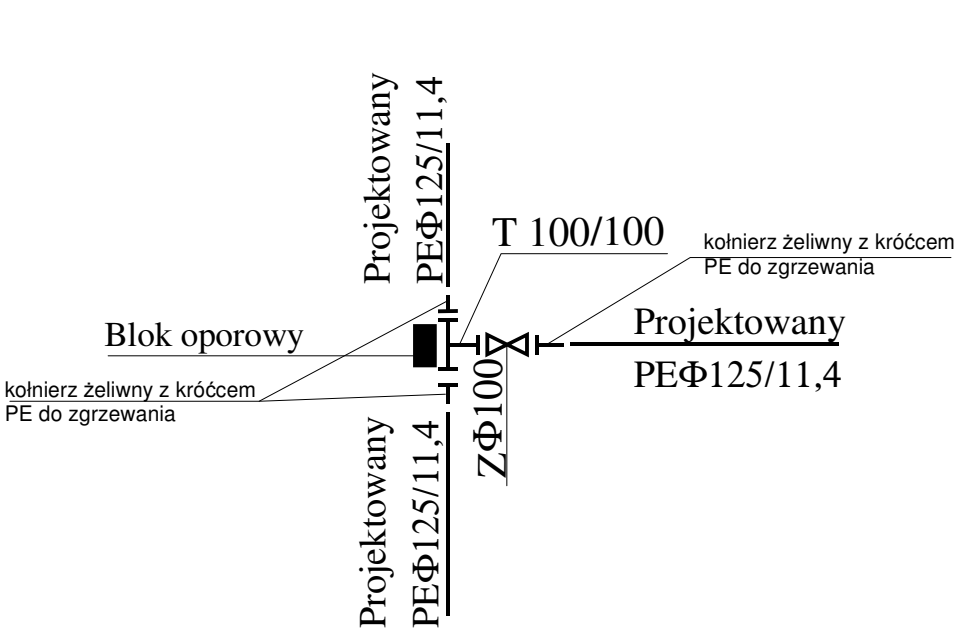 Projektowany
PEΦ125/11,4
T 100/100
kołnierz żeliwny z króćcem
PE do zgrzewania
Blok oporowy
Projektowany
PEΦ125/11,4
kołnierz żeliwny z króćcem
PE do zgrzewania
ZΦ100
Projektowany
PEΦ125/11,4